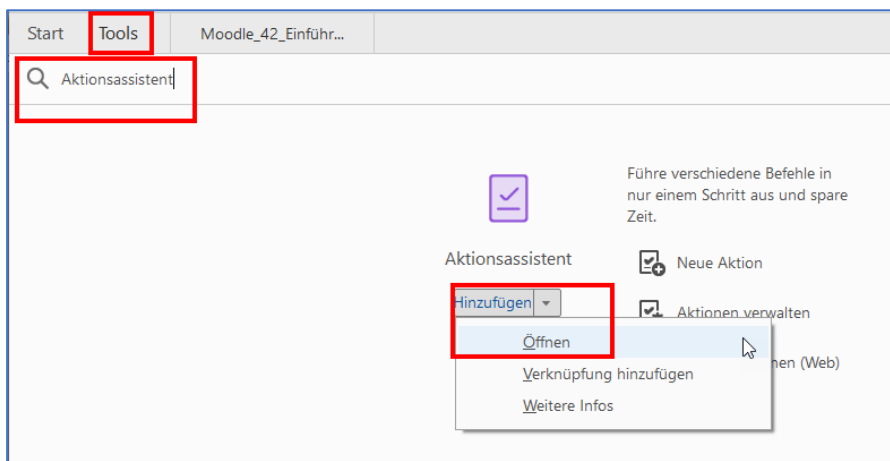 Start Tools Moodle_42_Einführ...
Aktionsassistent
Führe verschiedene Befehle in
nur einem Schritt aus und spare
Zeit.
Aktionsassistent
Neue Aktion
Hinzufügen
Aktionen verwalten
Öffnen
(Web)
Verknüpfung hinzufügen
Weitere Infos